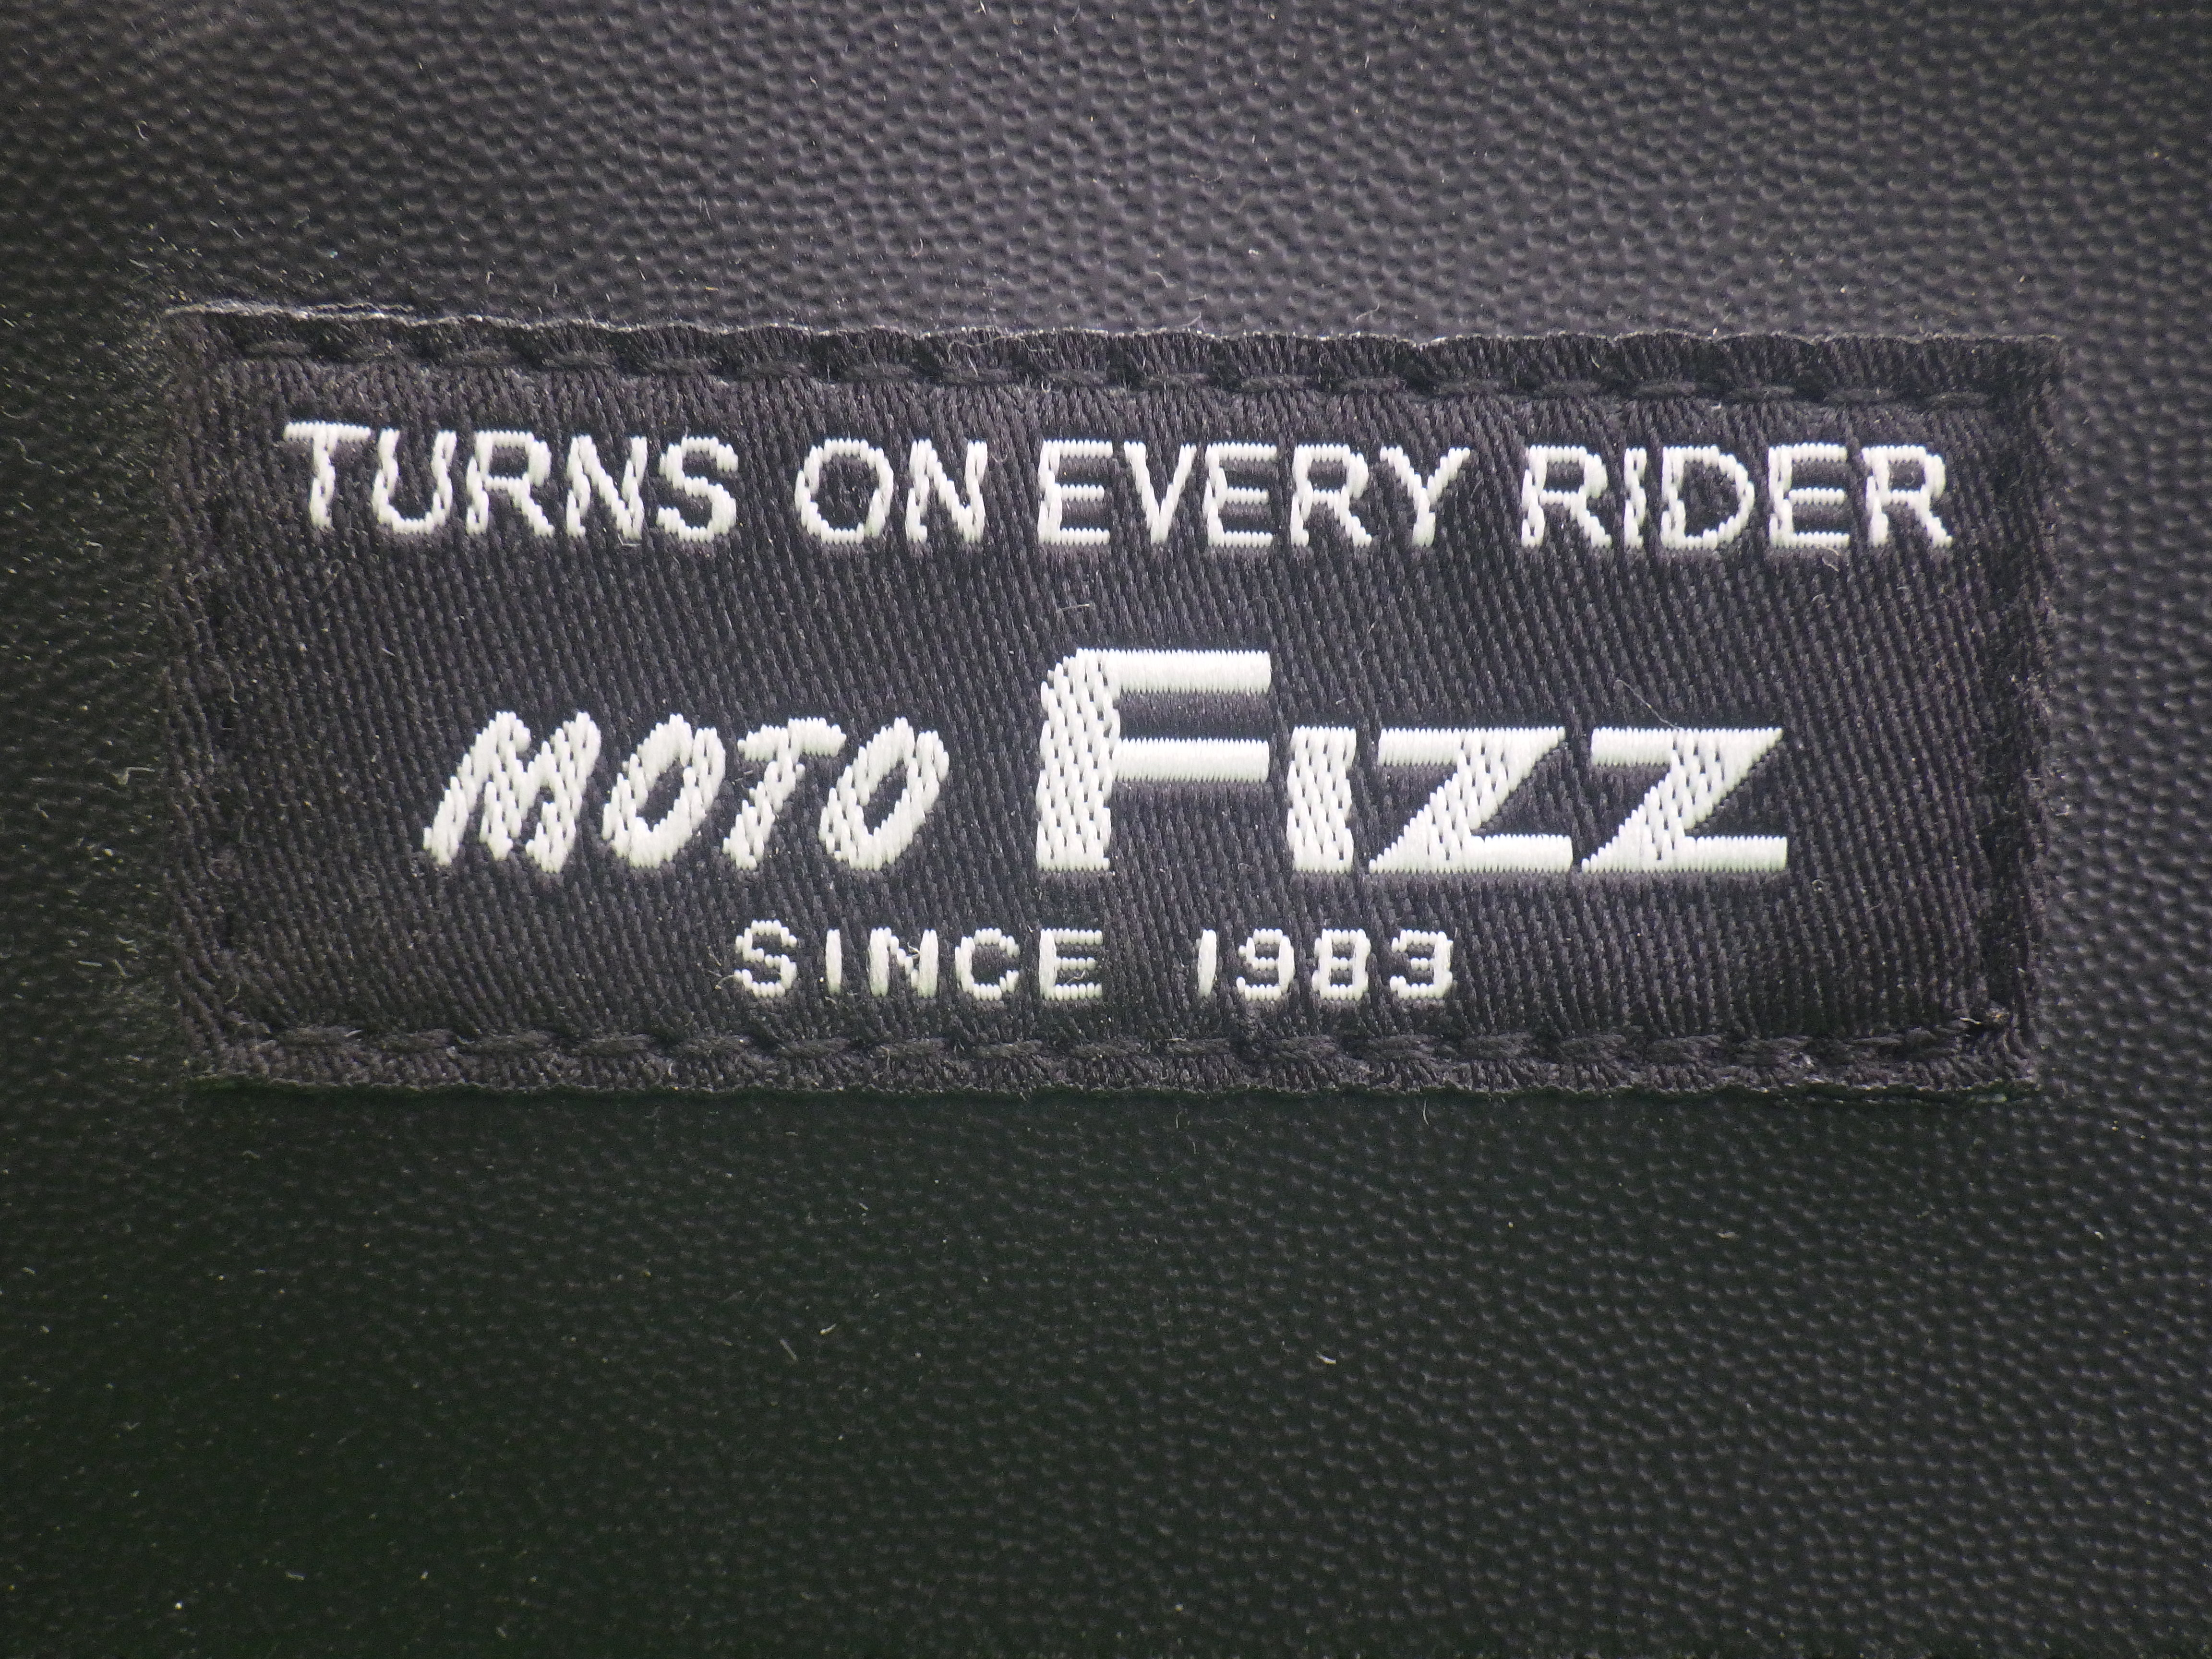 TURNS ON EVERY RIDER
MOTO FIZZ
SINCE 1983